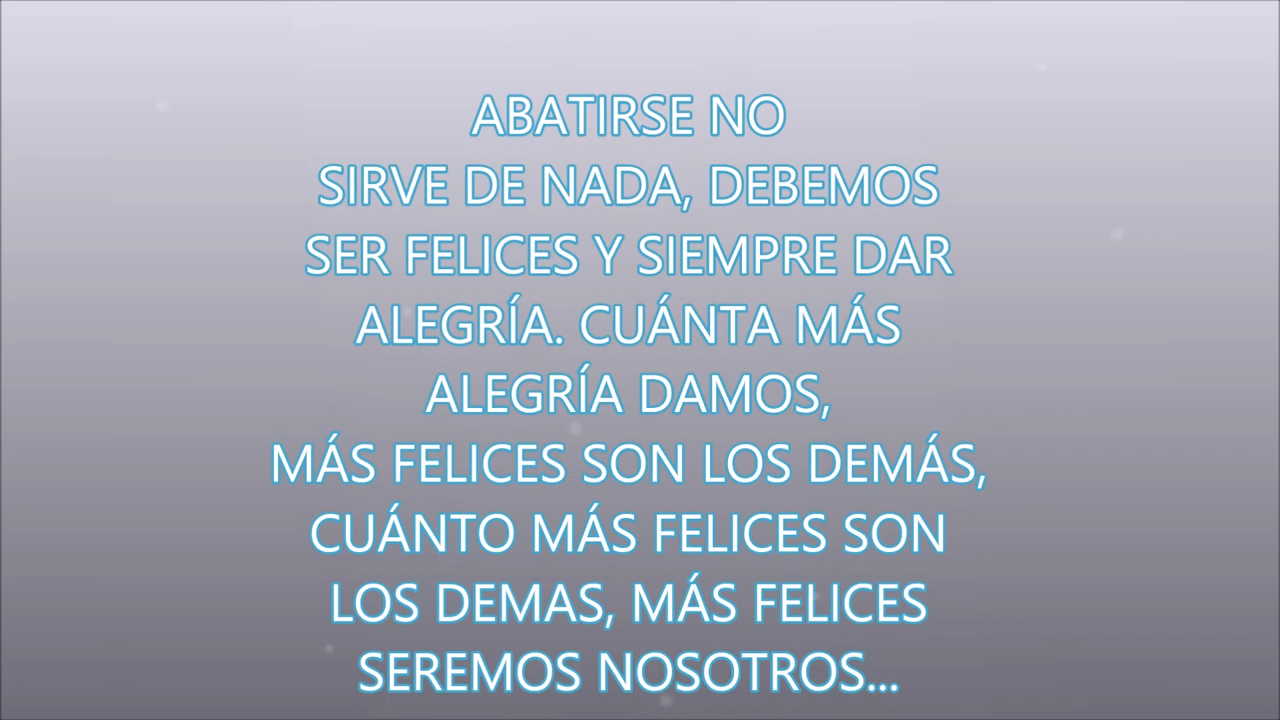 ABATIRSE NO
SIRVE DE NADA, DEBEMOS
SER FELICES Y SIEMPRE DAR
ALEGRÍA. CUÁNTA MÁS
ALEGRÍA DAMOS,
MÁS FELICES SON LOS DEMÁS,
CUÁNTO MÁS FELICES SON
LOS DEMAS, MÁS FELICES
SEREMOS NOSOTROS...